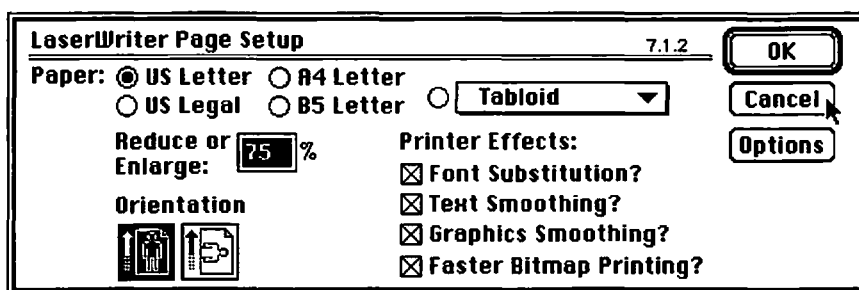 LaserWriter Page Setup 7.1.2 OK
Paper: US Letter A4 Letter
US Legal B5 Letter Tabloid Cancel
Reduce or Enlarge: 75 % Printer Effects: Options
Font Substitution?
Orientation Text Smoothing?
Graphics Smoothing?
Faster Bitmap Printing?